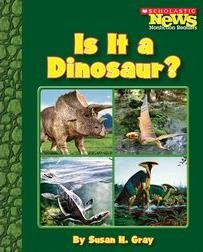 SCHOLASTIC
News
Nonfiction Readers
Is It a
Dinosaur?
By Susan H. Gray